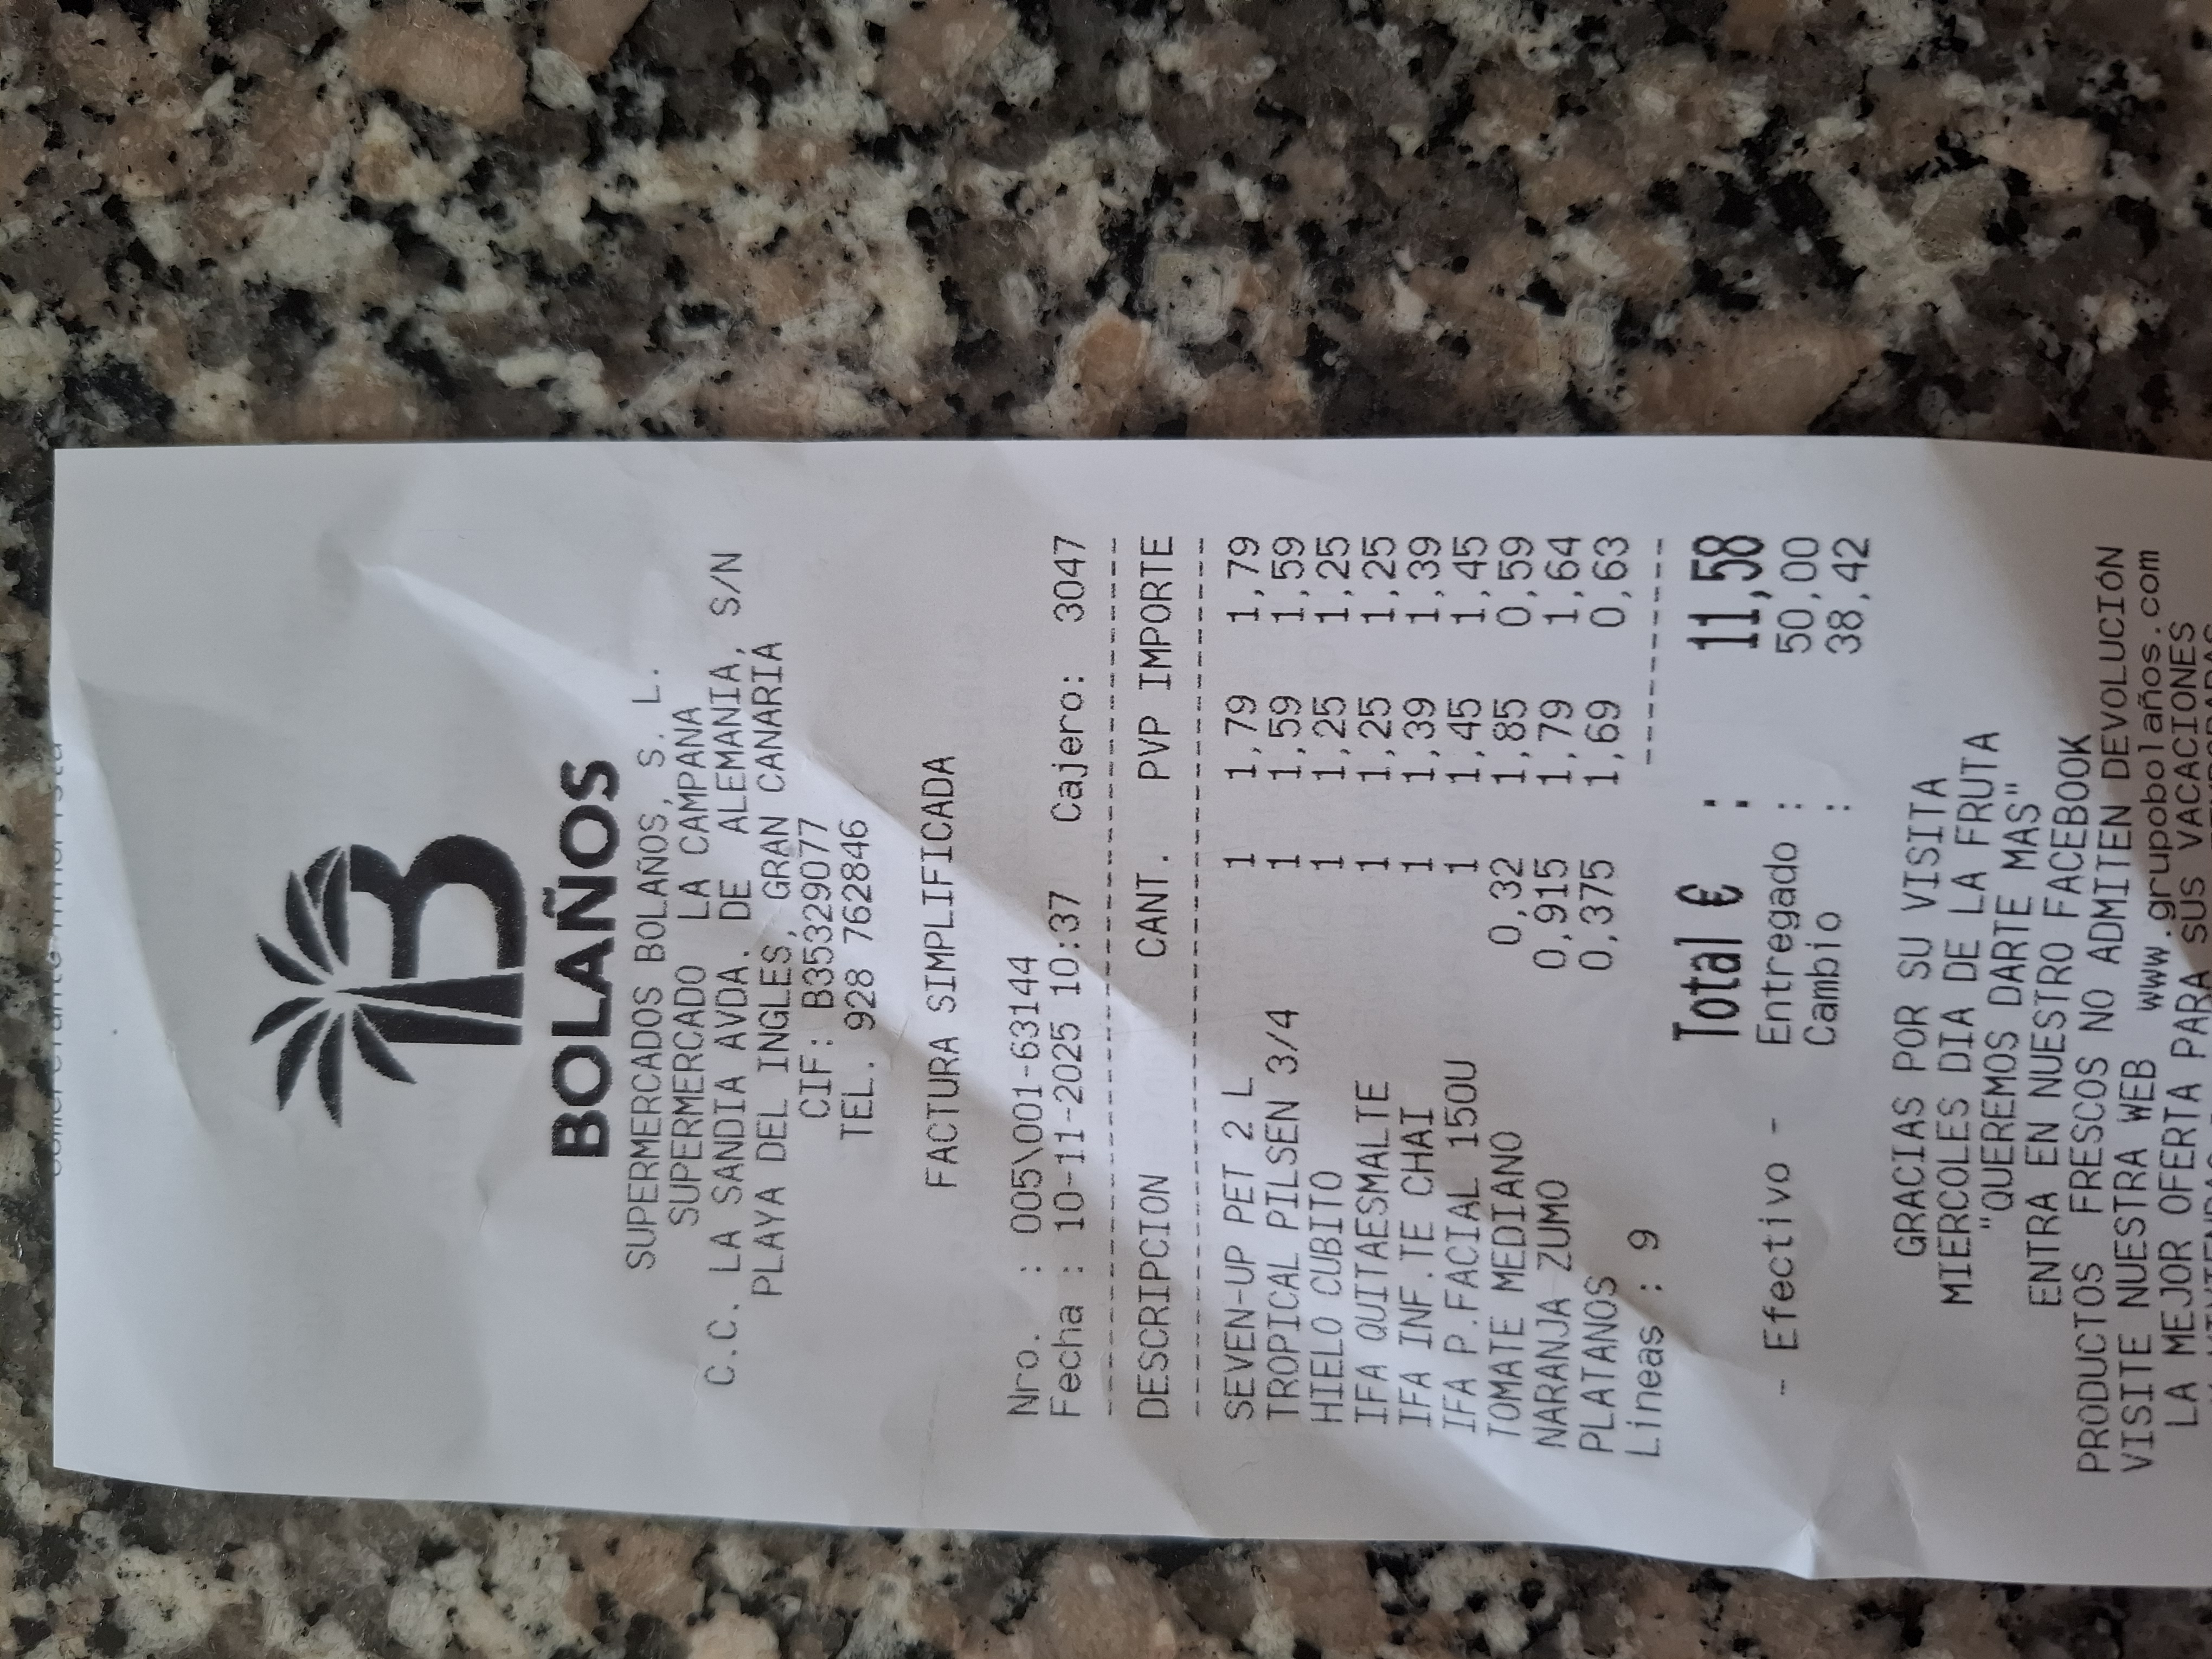 B
BOLAÑOS
SUPERMERCADOS BOLAÑOS, S. L.
SUPERMERCADO LA CAMPANA
C.C. LA SANDIA AVDA. DE ALEMANIA, S/N
PLAYA DEL INGLES, GRAN CANARIA
CIF: B35329077
TEL. 928 762846
FACTURA SIMPLIFICADA
Nro. : 005\001-63144
Fecha : 10-11-2025 10:37 Cajero: 3047
DESCRIPCION CANT. PVP IMPORTE
SEVEN-UP PET 2 L 1 1,79 1,79
TROPICAL PILSEN 3/4 1 1,59 1,59
HIELO CUBITO 1 1,25 1,25
IFA QUITAESMALTE 1 1,25 1,25
IFA INF.TE CHAI 1 1,39 1,39
IFA P.FACIAL 150U 1 1,45 1,45
TOMATE MEDIANO 0,32 1,85 0,59
NARANJA ZUMO 0,915 1,79 1,64
PLATANOS 0,375 1,69 0,63
Lineas : 9
Total € : 11,58
- Efectivo - Entregado : 50,00
Cambio : 38,42
GRACIAS POR SU VISITA
MIERCOLES DIA DE LA FRUTA
"QUEREMOS DARTE MAS"
ENTRA EN NUESTRO FACEBOOK
PRODUCTOS FRESCOS NO ADMITEN DEVOLUCIÓN
VISITE NUESTRA WEB www.grupobolaños.com
LA MEJOR OFERTA PARA SUS VACACIONES